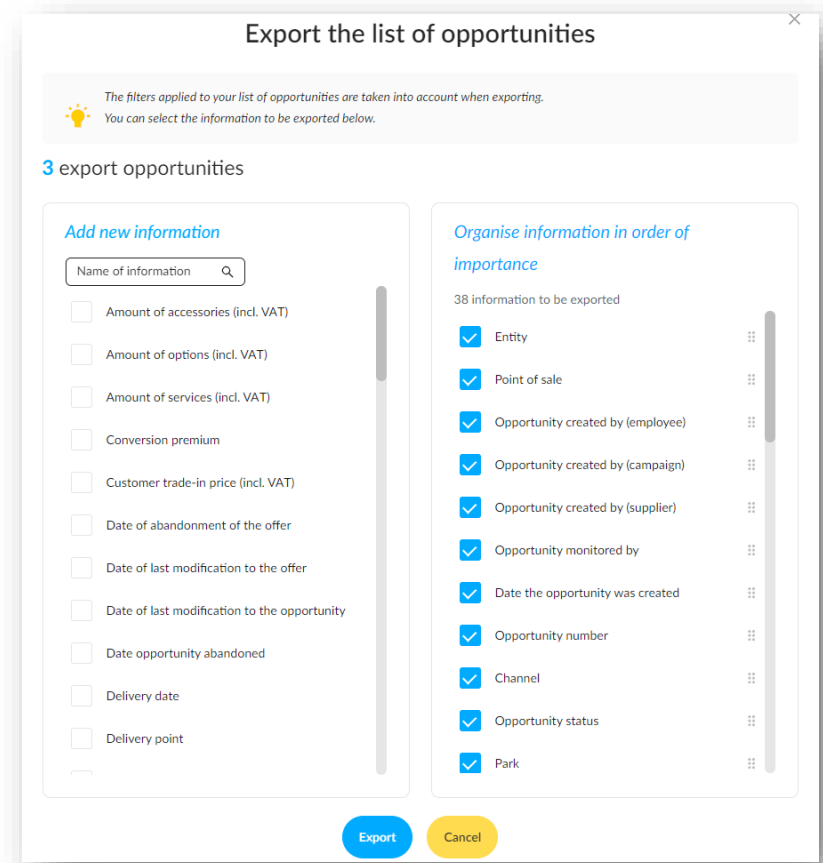 Export the list of opportunities
The filters applied to your list of opportunities are taken into account when exporting.
You can select the information to be exported below.
3 export opportunities
Add new information
Name of information
Amount of accessories (incl. VAT)
Amount of options (incl. VAT)
Amount of services (incl. VAT)
Conversion premium
Customer trade-in price (incl. VAT)
Date of abandonment of the offer
Date of last modification to the offer
Date of last modification to the opportunity
Date opportunity abandoned
Delivery date
Delivery point
Organise information in order of
importance
38 information to be exported
Entity
Point of sale
Opportunity created by (employee)
Opportunity created by (campaign)
Opportunity created by (supplier)
Opportunity monitored by
Date the opportunity was created
Opportunity number
Channel
Opportunity status
Park
Export
Cancel